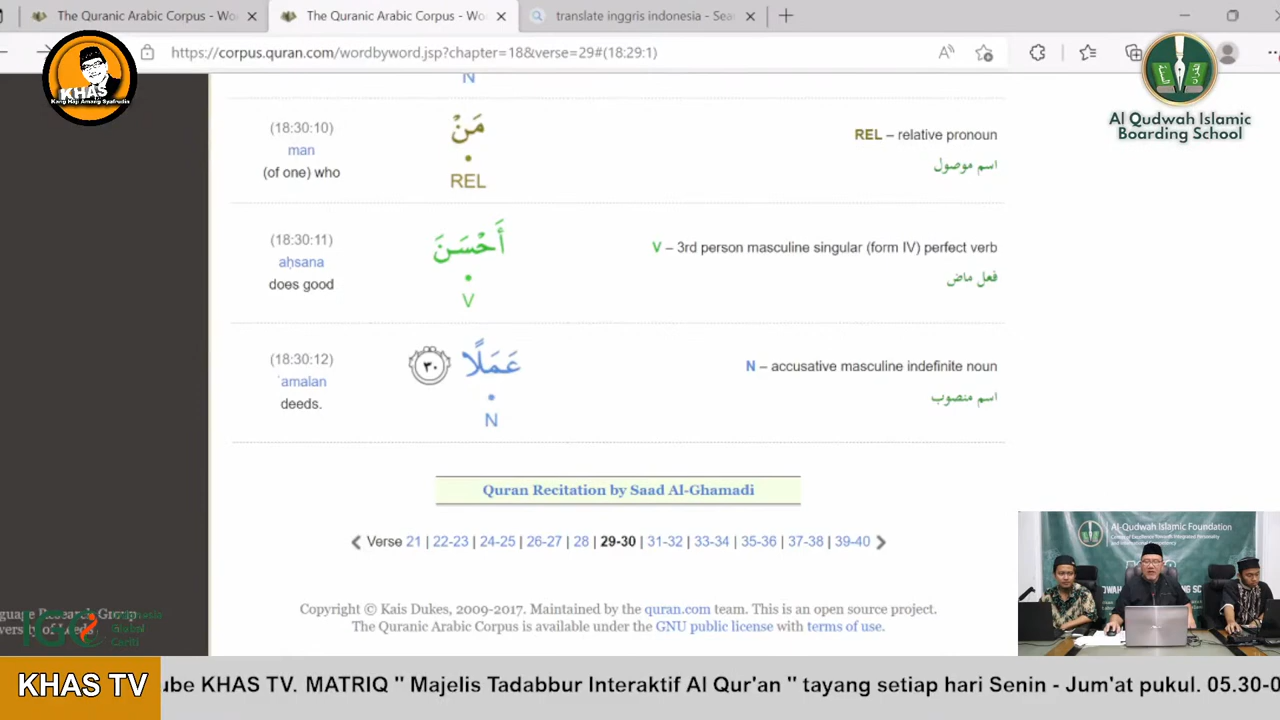 The Quranic Arabic Corpus - Wo
The Quranic Arabic Corpus - Wo
translate inggris indonesia - Sea
https://corpus.quran.com/wordbyword.jsp?chapter=18&verse=29#(18:29:1)
KHAS
Kang Haji Amang Syafrudin
Al Qudwah Islamic
Boarding School
N
(18:30:10)
man
(of one) who
مَنْ
REL
REL – relative pronoun
اسم موصول
(18:30:11)
aḥsana
does good
أَحْسَنَ
V
V – 3rd person masculine singular (form IV) perfect verb
فعل ماض
(18:30:12)
ʿamalan
deeds.
عَمَلًا ٣٠
N
N – accusative masculine indefinite noun
اسم منصوب
Quran Recitation by Saad Al-Ghamadi
Verse 21 | 22-23 | 24-25 | 26-27 | 28 | 29-30 | 31-32 | 33-34 | 35-36 | 37-38 | 39-40
Copyright © Kais Dukes, 2009-2017. Maintained by the quran.com team. This is an open source project.
The Quranic Arabic Corpus is available under the GNU public license with terms of use.
Al-Qudwah Islamic Foundation
KHAS TV
ube KHAS TV. MATRIQ " Majelis Tadabbur Interaktif Al Qur'an " tayang setiap hari Senin - Jum'at pukul. 05.30-0